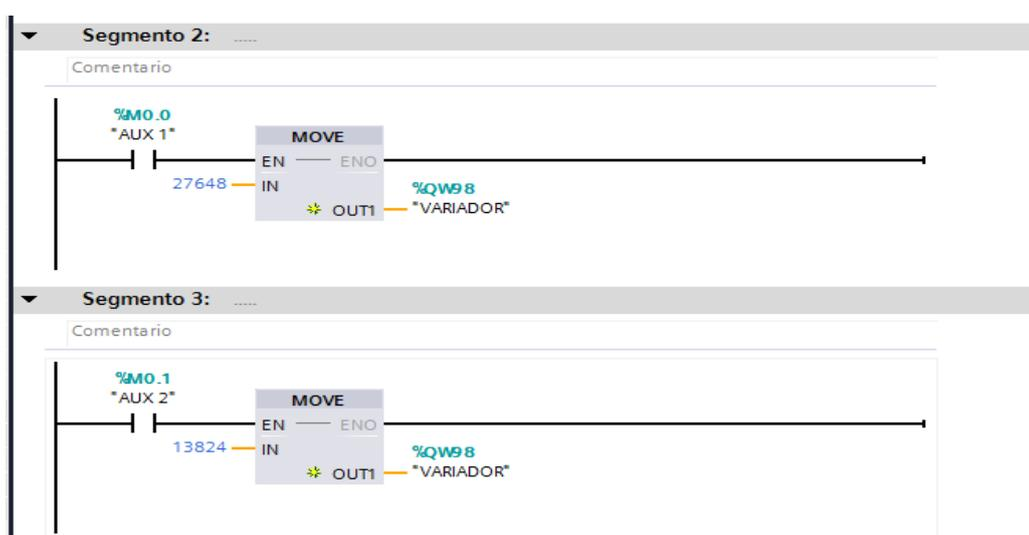 Segmento 2: .....
Comentario
%M0.0
"AUX 1"
MOVE
EN ENO
27648 IN
%QW98
OUT1 "VARIADOR"
Segmento 3: .....
Comentario
%M0.1
"AUX 2"
MOVE
EN ENO
13824 IN
%QW98
OUT1 "VARIADOR"